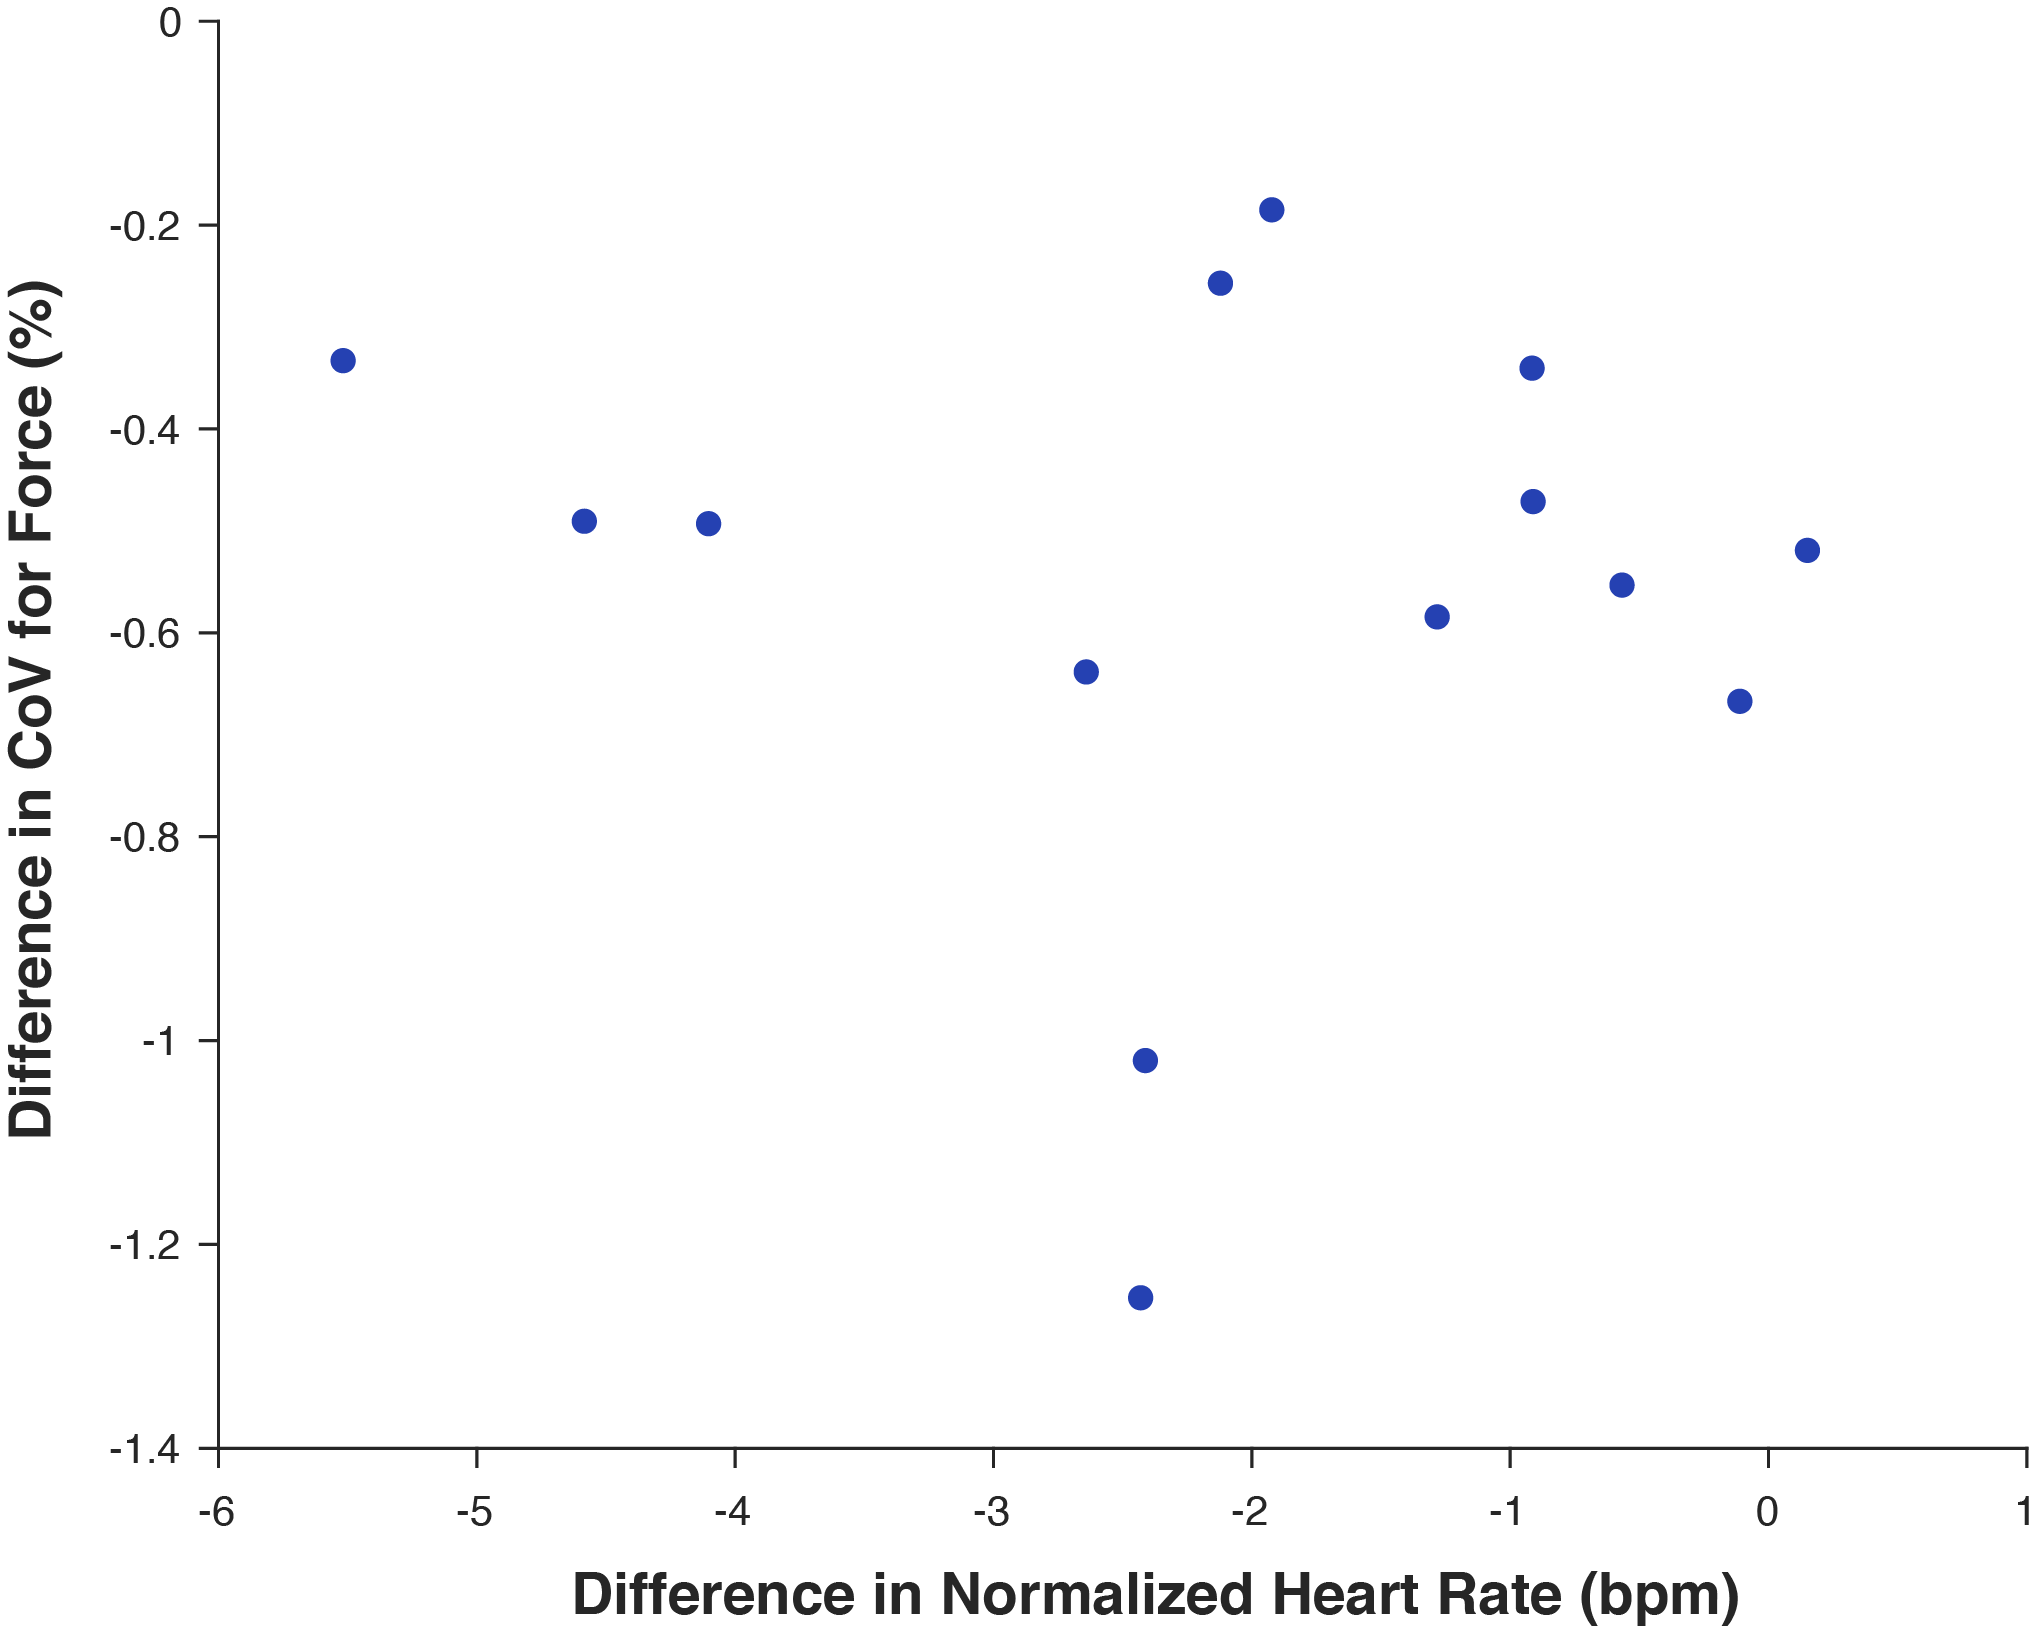 0
-0.2
-0.4
-0.6
-0.8
-1
-1.2
-1.4
Difference in CoV for Force (%)
-6 -5 -4 -3 -2 -1 0 1
Difference in Normalized Heart Rate (bpm)